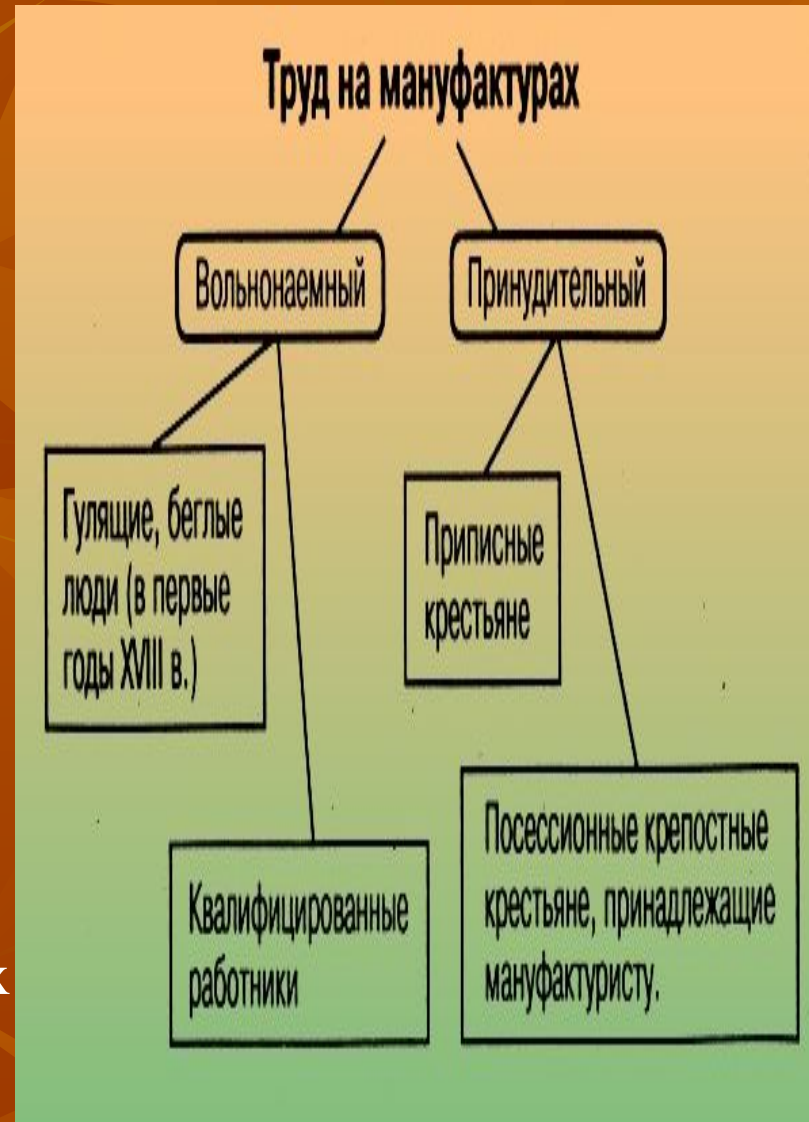 Труд на мануфактурах
Вольнонаемный
Принудительный
Гулящие, беглые
люди (в первые
годы XVIII в.)
Приписные
крестьяне
Квалифицированные
работники
Посессионные крепостные
крестьяне, принадлежащие
мануфактуристу.